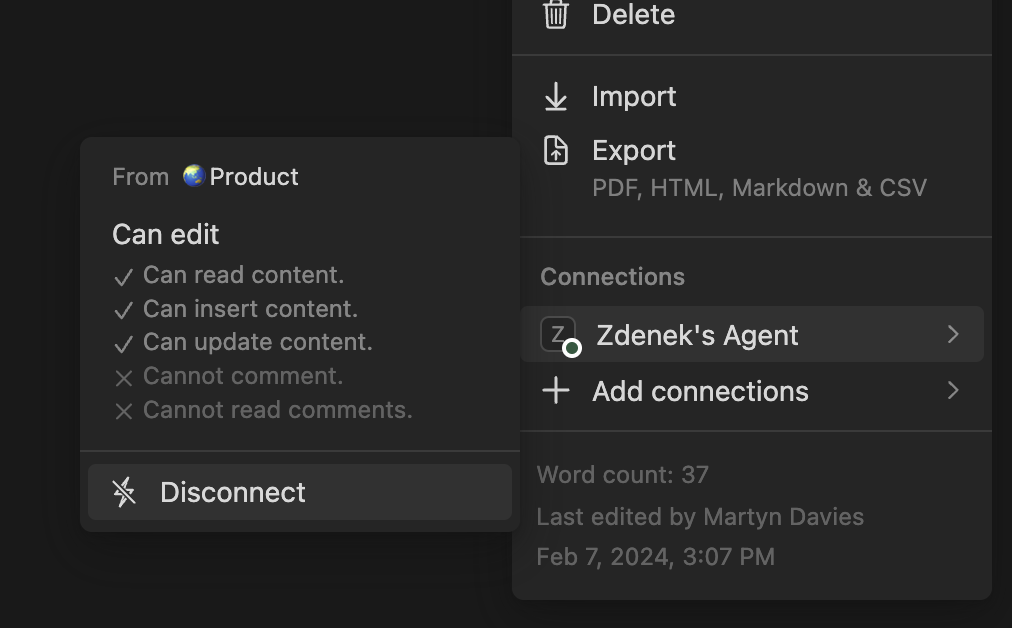 Delete
Import
Export
PDF, HTML, Markdown & CSV
Connections
Z
Zdenek's Agent
Add connections
Word count: 37
Last edited by Martyn Davies
Feb 7, 2024, 3:07 PM
From 🌏Product
Can edit
Can read content.
Can insert content.
Can update content.
Cannot comment.
Cannot read comments.
Disconnect